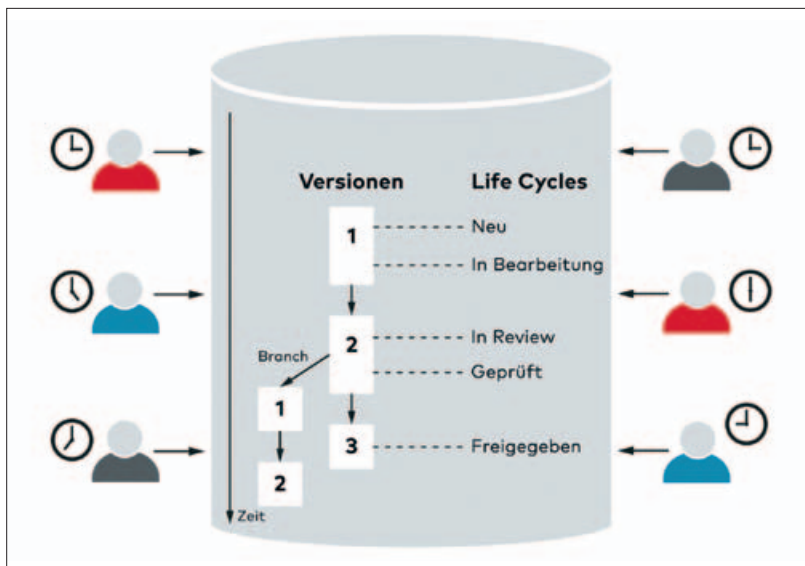 Versionen Life Cycles
1 Neu
In Bearbeitung
2 In Review
Branch
Geprüft
1
3 Freigegeben
2
Zeit